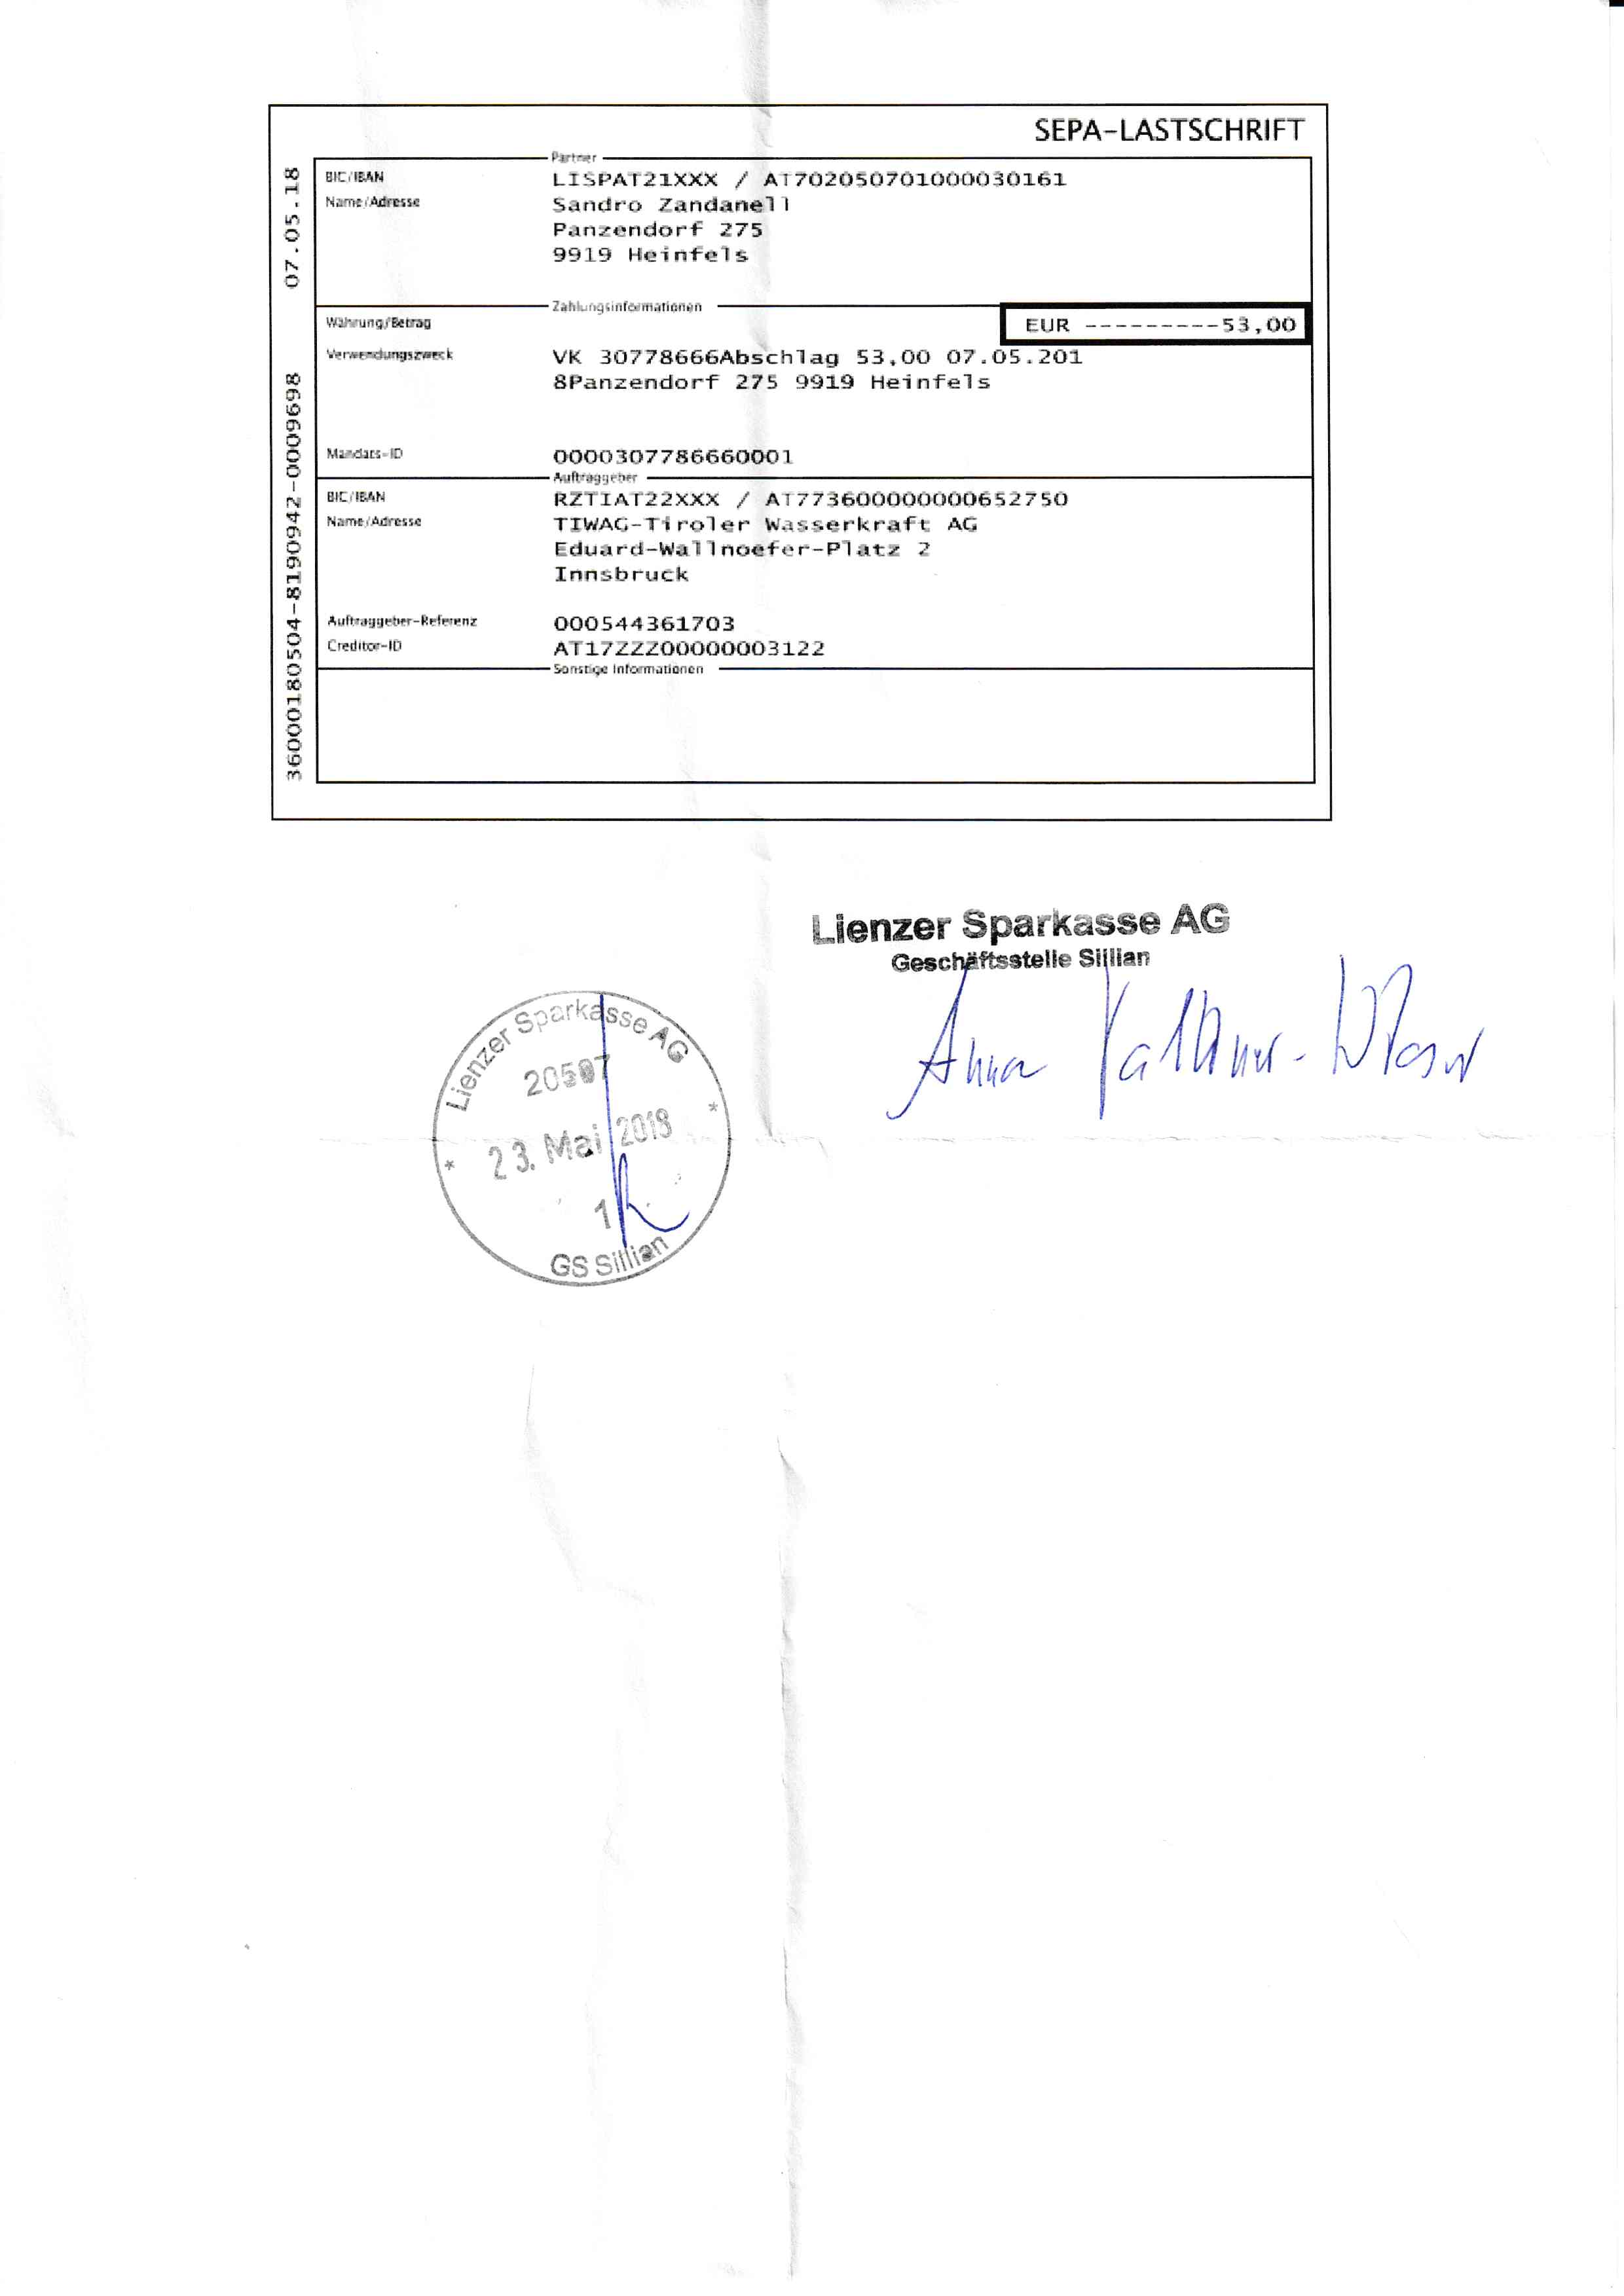 SEPA-LASTSCHRIFT
07.05.18
36000180504-8190942-0009698
Partner
BIC/IBAN LISPAT21XXX / AT702050701000030161
Name/Adresse Sandro Zandanell
Panzendorf 275
9919 Heinfels
Zahlungsinformationen
Währung/Betrag EUR ---------53,00
Verwendungszweck VK 30778666Abschlag 53,00 07.05.201
8Panzendorf 275 9919 Heinfels
Mandats-ID 0000307786660001
Auftraggeber
BIC/IBAN RZTIAT22XXX / AT773600000000652750
Name/Adresse TIWAG-Tiroler Wasserkraft AG
Eduard-Wallnoefer-Platz 2
Innsbruck
Auftraggeber-Referenz 000544361703
Creditor-ID AT17ZZZ00000003122
Sonstige Informationen
Lienzer Sparkasse AG
Geschäftsstelle Sillian
Anna
Lienzer Sparkasse AG
20507
23. Mai 2018
1
GS Sillian